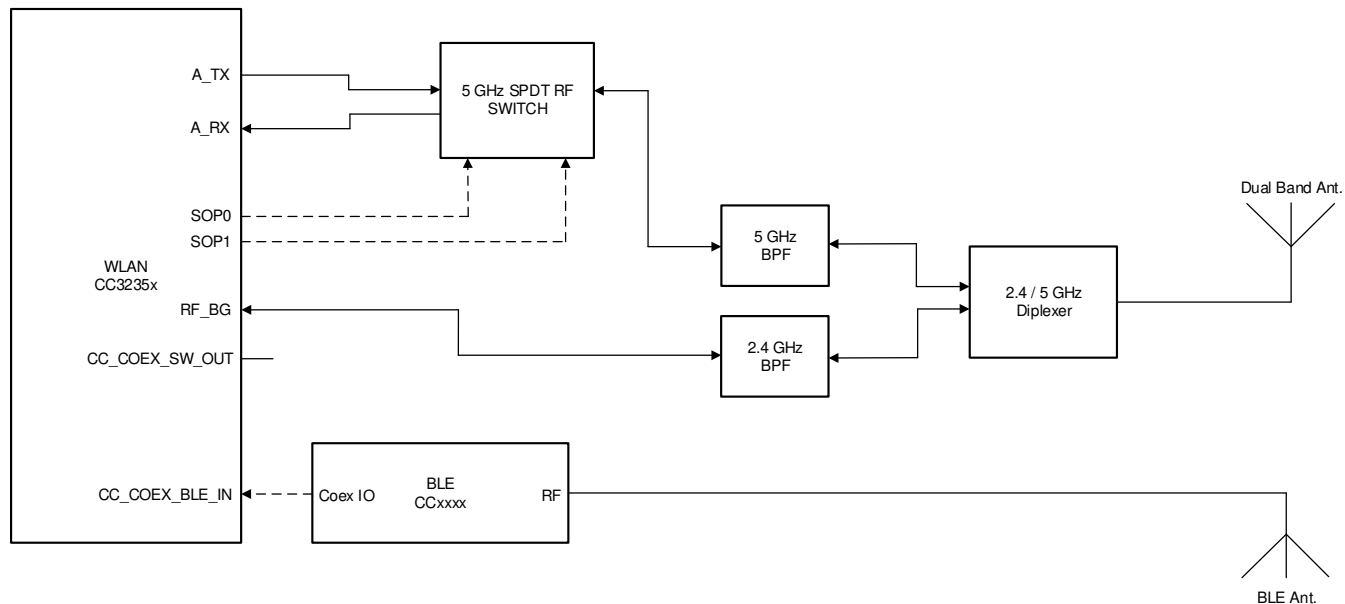 A_TX
5 GHz SPDT RF
SWITCH
A_RX
Dual Band Ant.
SOP0
SOP1
5 GHz
BPF
WLAN
CC3235x
2.4 / 5 GHz
Diplexer
RF_BG
2.4 GHz
BPF
CC_COEX_SW_OUT
CC_COEX_BLE_IN
Coex IO
BLE
CCxxxx
RF
BLE Ant.